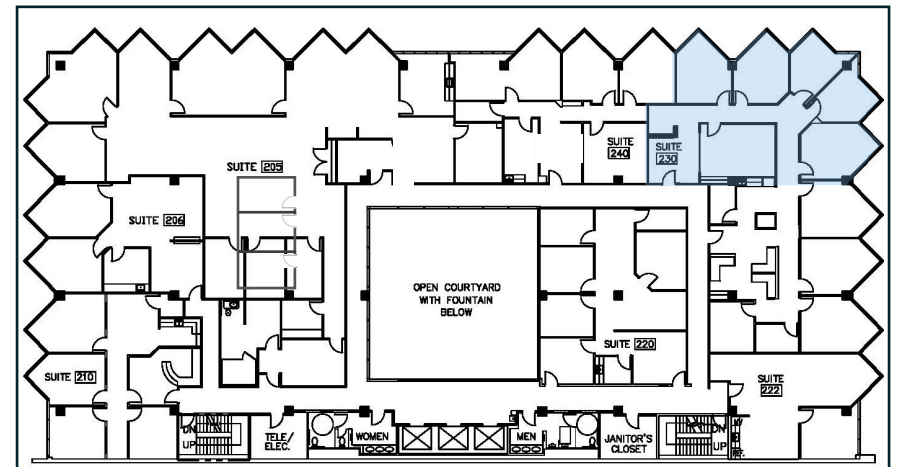 SUITE 205
SUITE
240
SUITE
230
SUITE 206
OPEN COURTYARD
WITH FOUNTAIN
BELOW
SUITE 220
SUITE 210
SUITE
222
DN
UP
TELE/
ELEC.
WOMEN
MEN
JANITOR'S
CLOSET
DN
UP